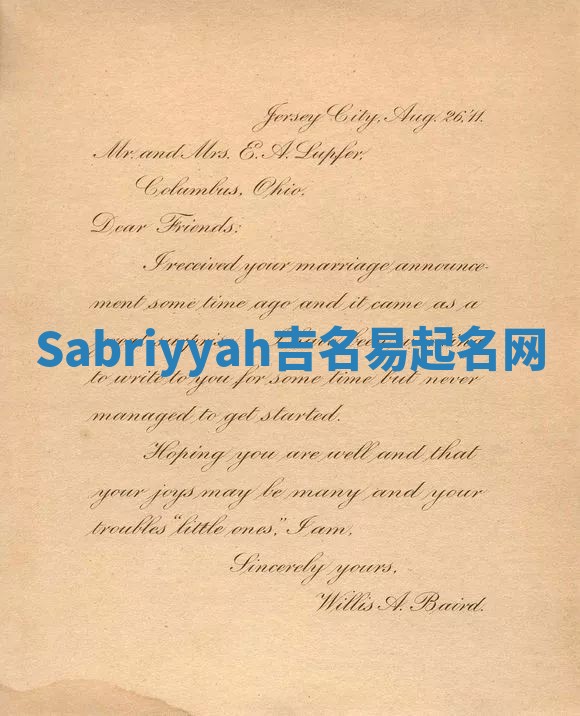 Jersey City, Aug. 26, '11.
Mr. and Mrs. E. A. Lupfer,
Columbus, Ohio.
Dear Friends:
I received your marriage announce-
ment some time ago and it came as a
Sabriyyah吉名易起名网
to write to you for some time but never
managed to get started.
Hoping you are well and that
your joys may be many and your
troubles "little ones," I am,
Sincerely yours,
Willis A. Baird.